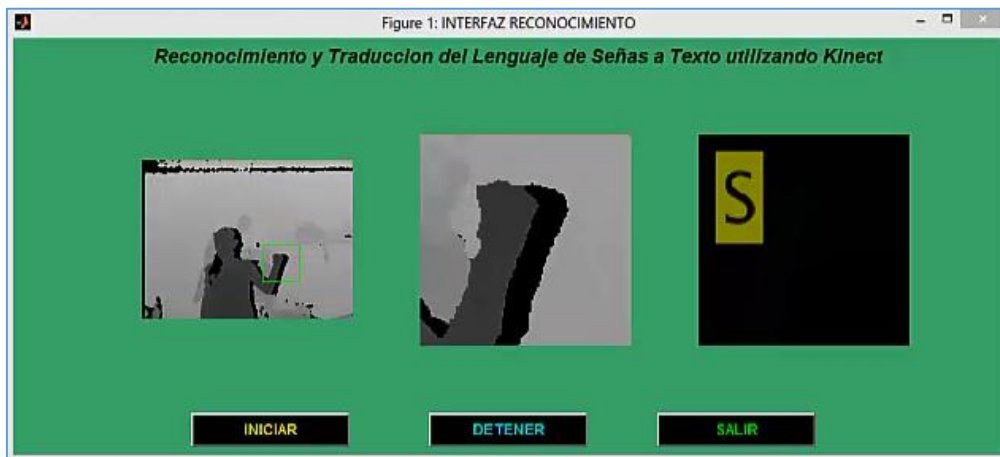 Figure 1: INTERFAZ RECONOCIMIENTO
Reconocimiento y Traduccion del Lenguaje de Señas a Texto utilizando Kinect
S
INICIAR
DETENER
SALIR